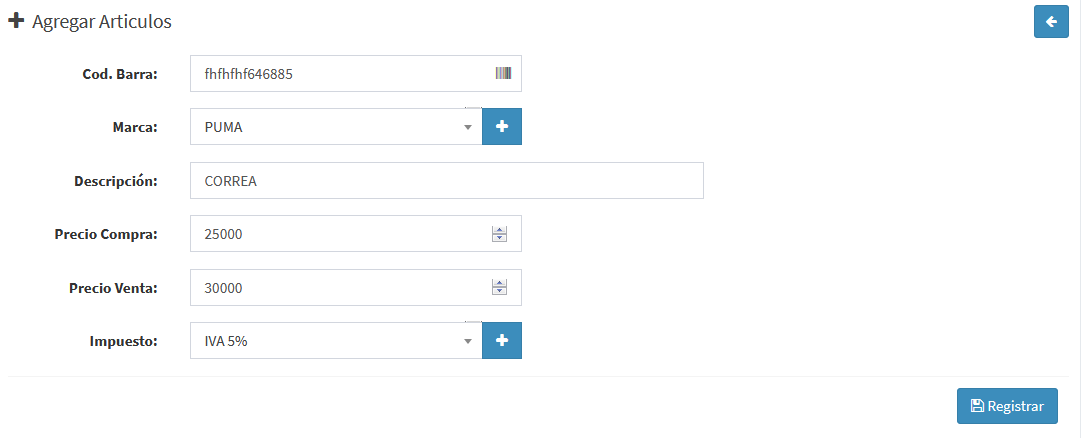 Agregar Articulos
Cod. Barra: fhfhfhf646885
Marca: PUMA
Descripción: CORREA
Precio Compra: 25000
Precio Venta: 30000
Impuesto: IVA 5%
Registrar